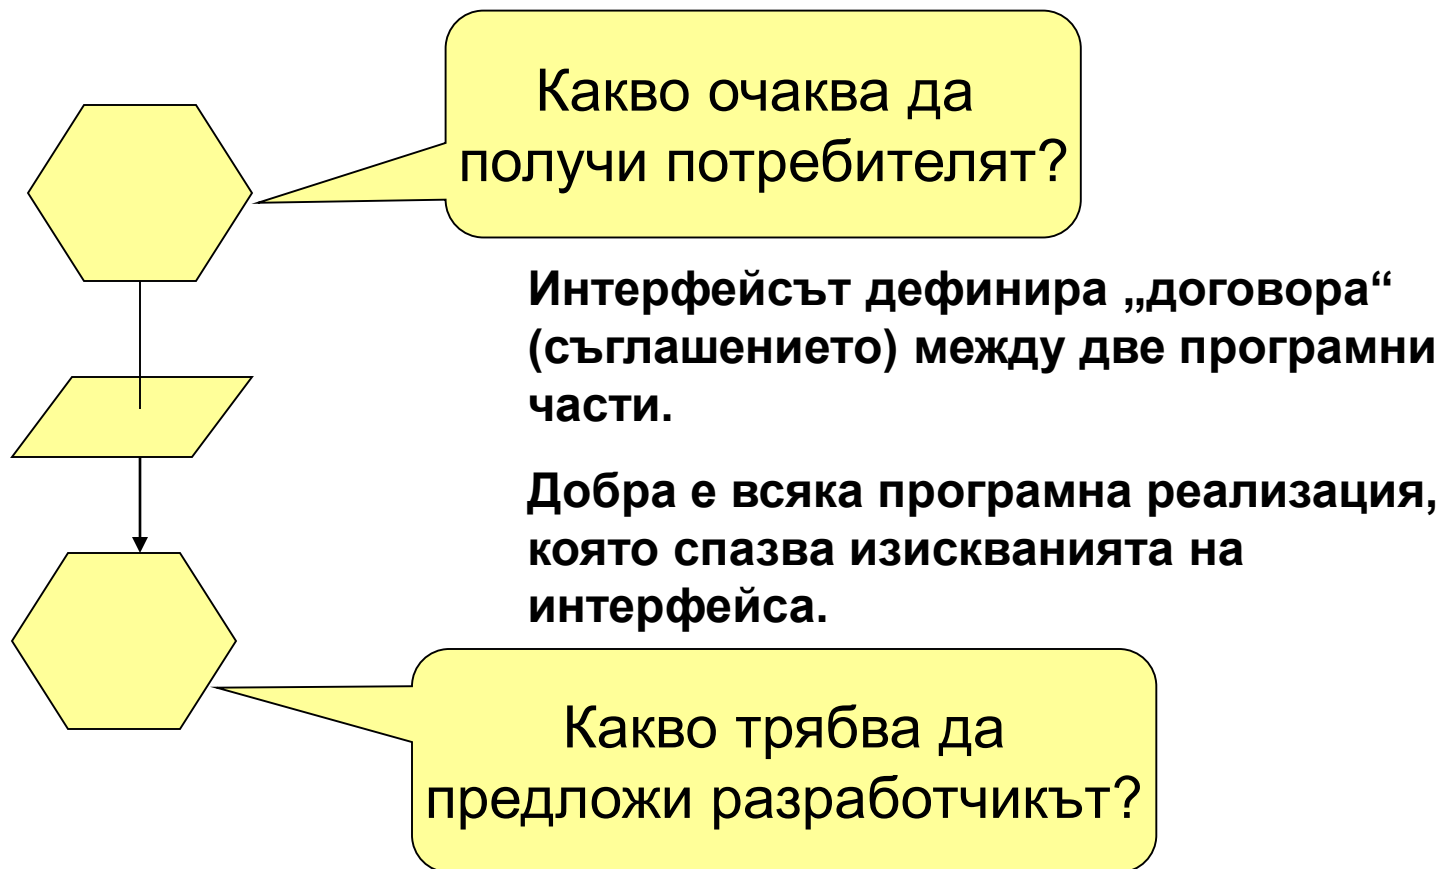 Какво очаква да
получи потребителят?
Интерфейсът дефинира „договора“
(съглашението) между две програмни
части.
Добра е всяка програмна реализация,
която спазва изискванията на
интерфейса.
Какво трябва да
предложи разработчикът?